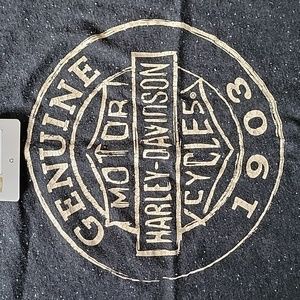 GENUINE
MOTOR
HARLEY-DAVIDSON
CYCLES
1903